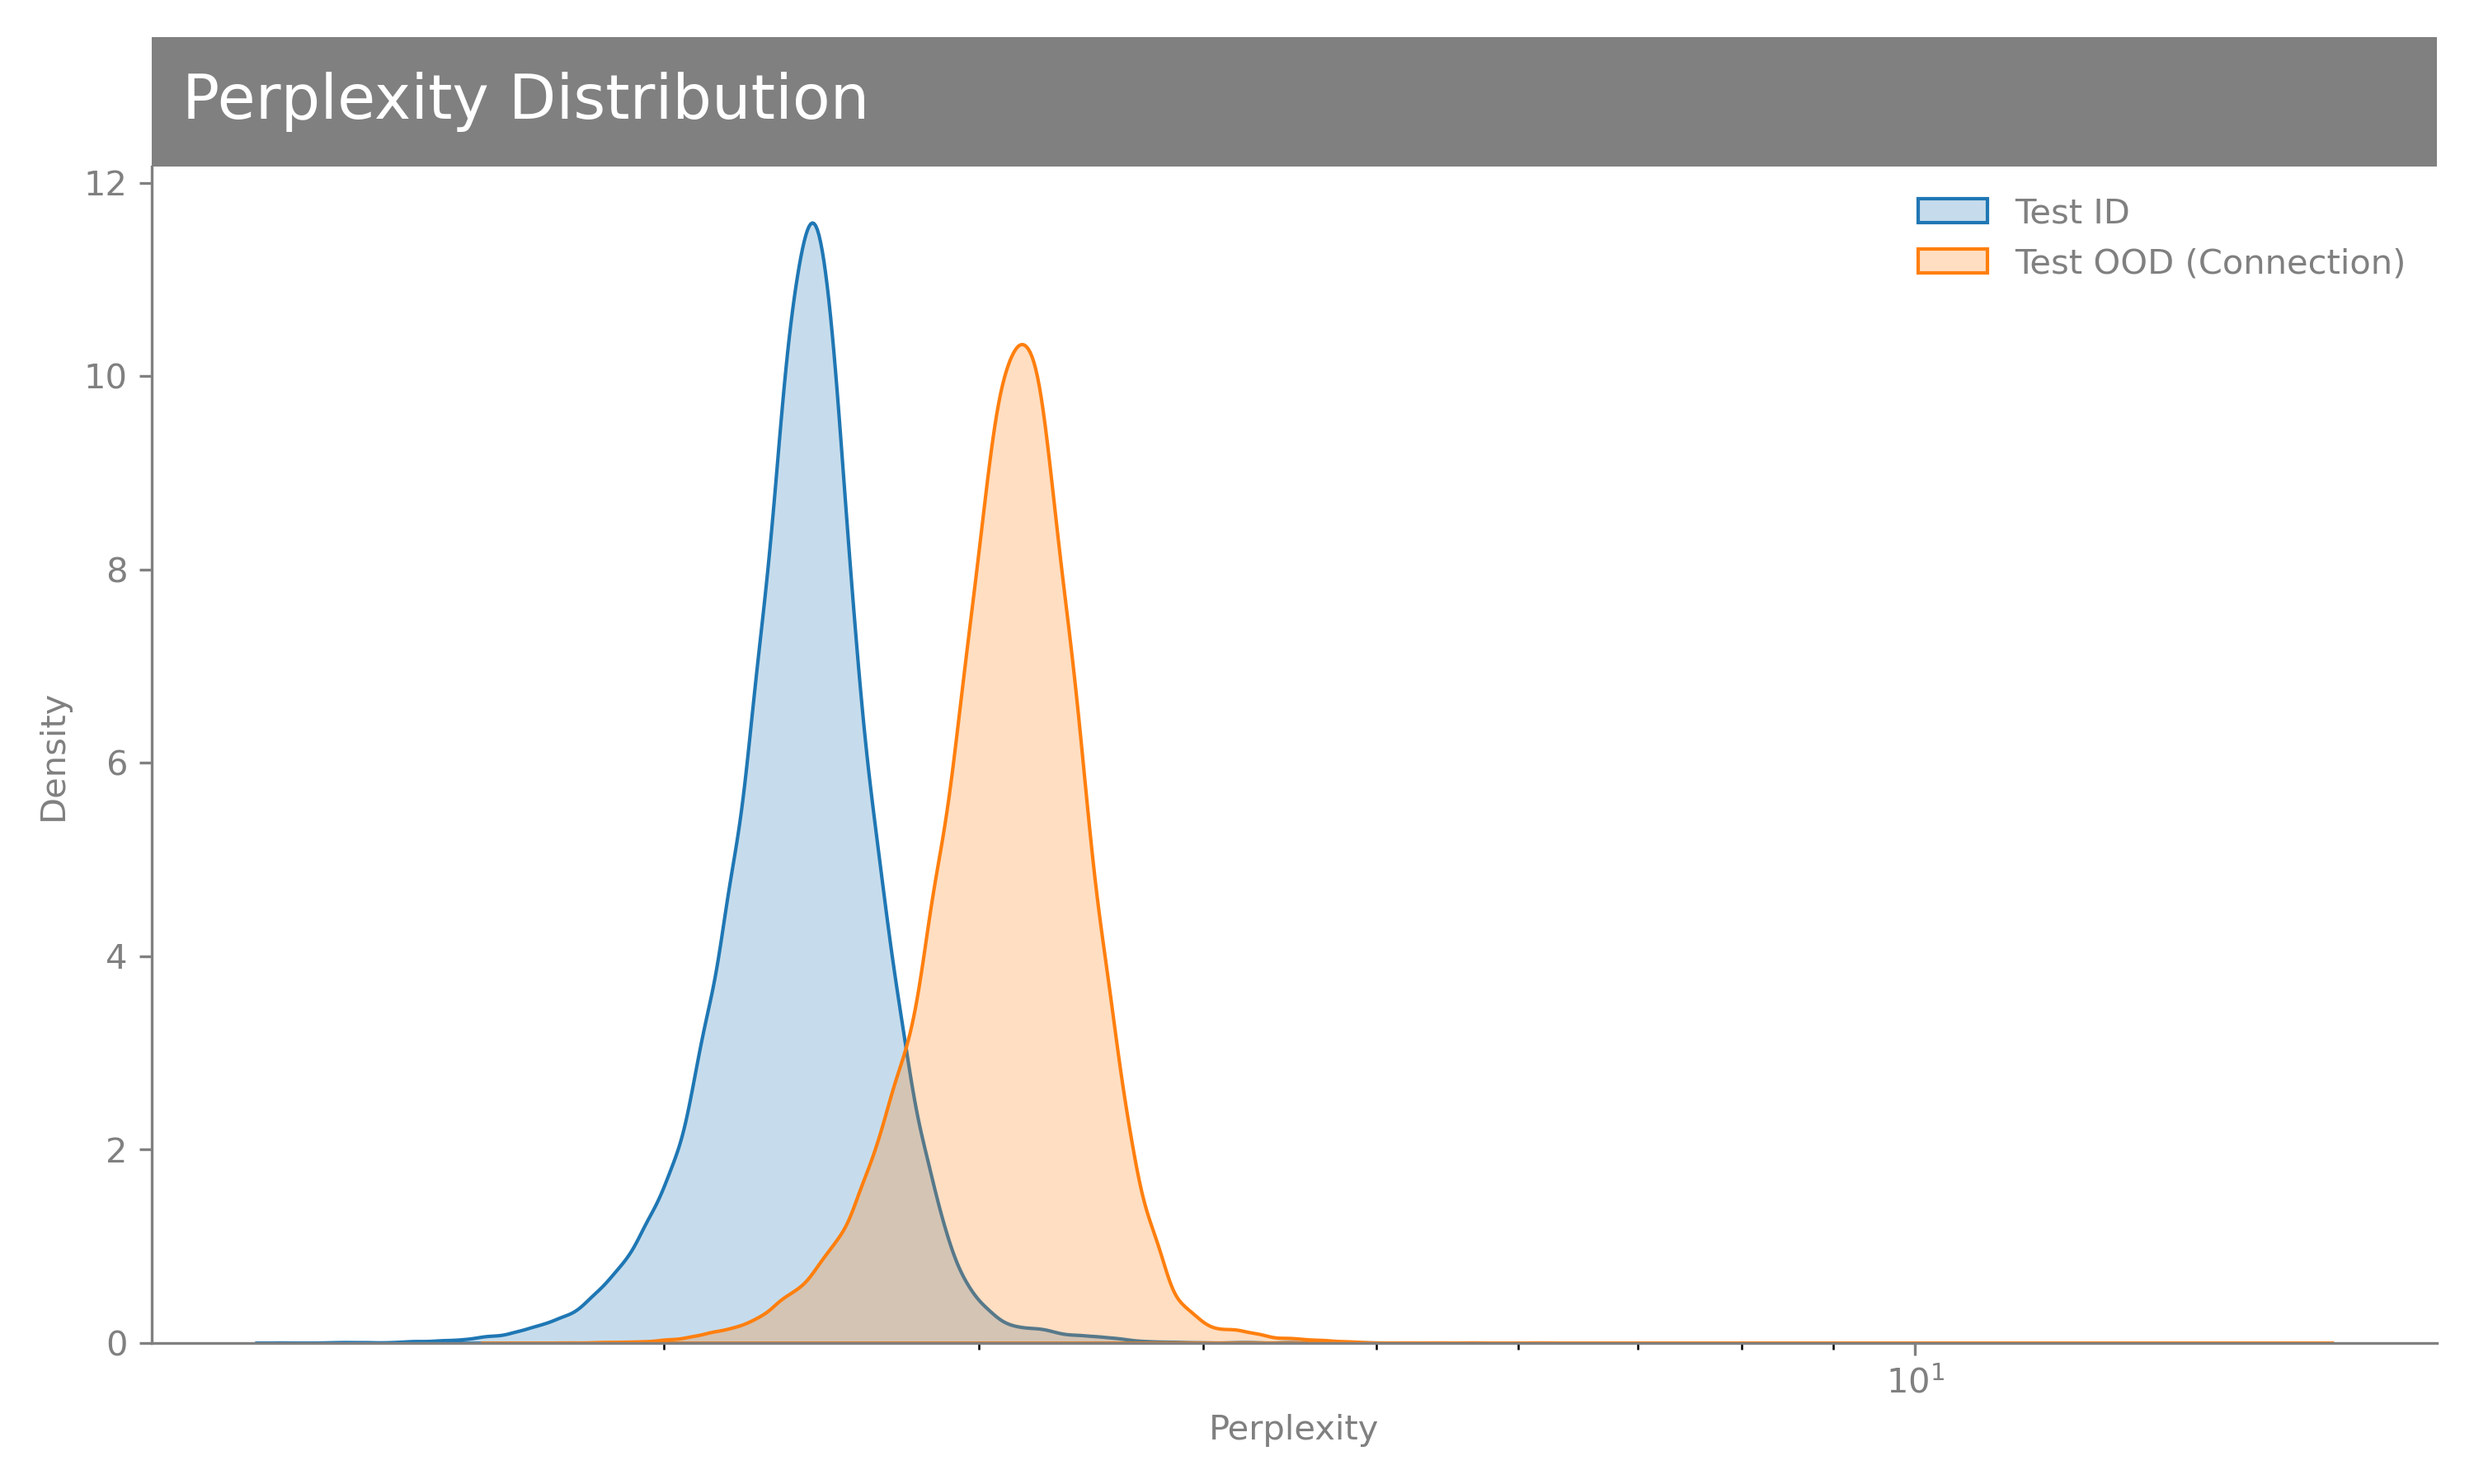 Perplexity Distribution
12
10
8
6
4
2
0
Density
Test ID
Test OOD (Connection)
10¹
Perplexity